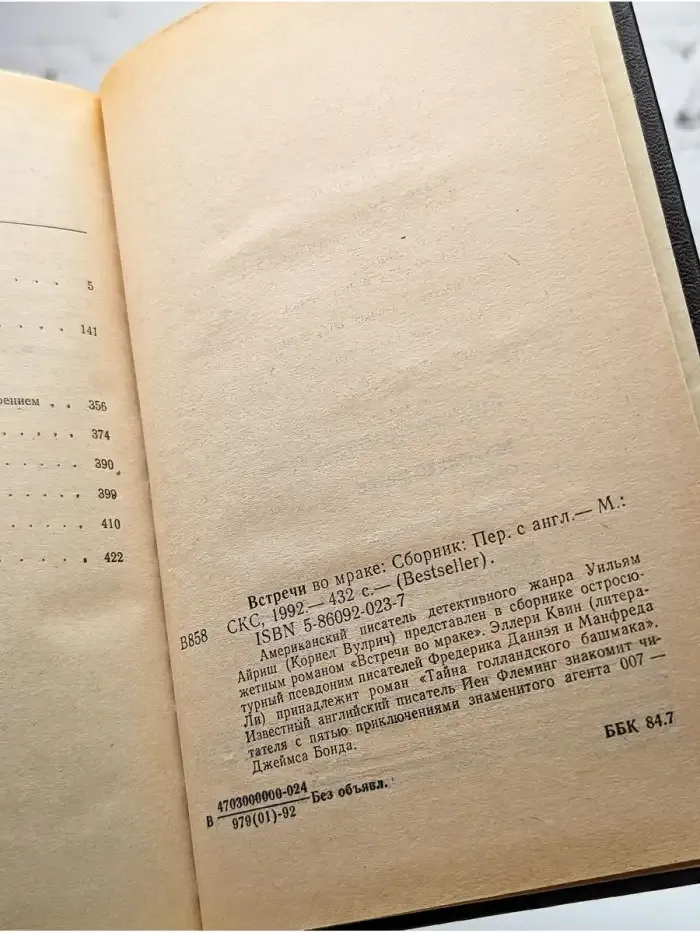 5
141
рением . . 356
374
390
399
410
422
Встречи во мраке: Сборник: Пер. с англ.— М.:
В858 СКС, 1992.— 432 с.— (Bestseller).
ISBN 5-86092-023-7
Американский писатель детективного жанра Уильям
Айриш (Корнел Вулрич) представлен в сборнике остросю-
жетным романом «Встречи во мраке». Эллери Квин (литера-
турный псевдоним писателей Фредерика Даннэя и Манфреда
Ли) принадлежит роман «Тайна голландского башмака».
Известный английский писатель Иен Флеминг знакомит чи-
тателя с пятью приключениями знаменитого агента 007 —
Джеймса Бонда.
В 4703000000-024 Без объявл.
979(01)-92
ББК 84.7